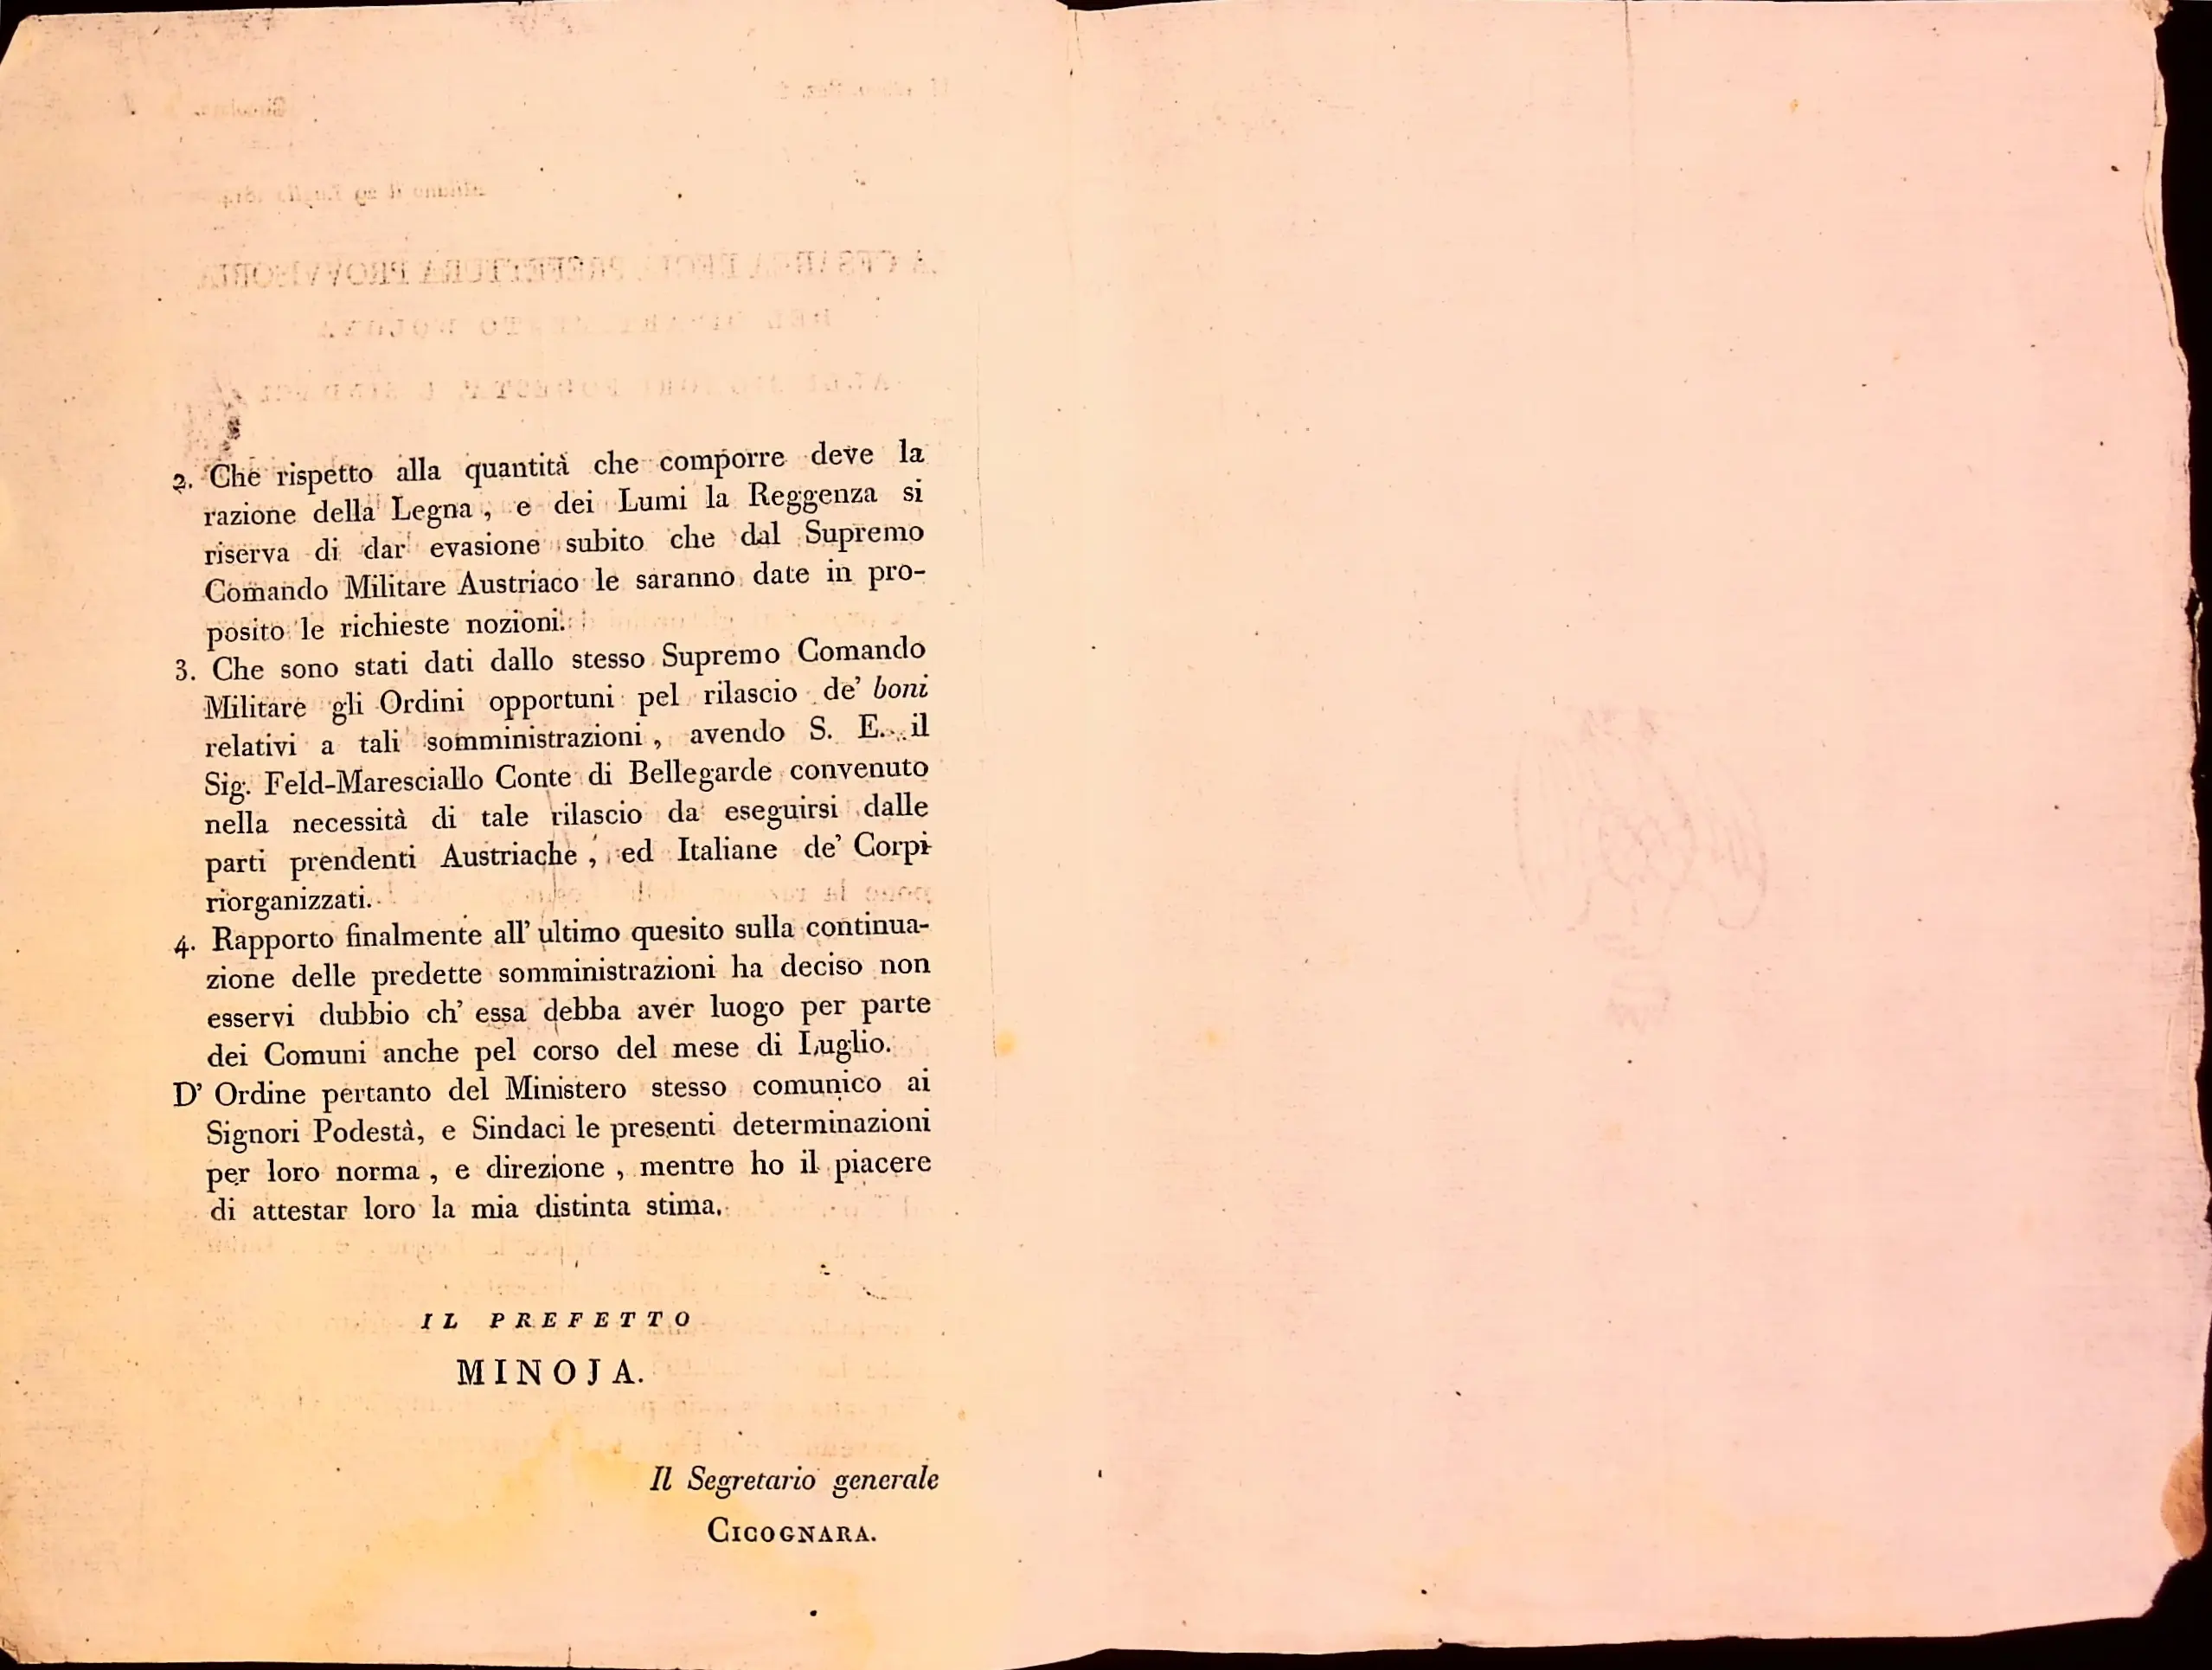 2. Che rispetto alla quantità che comporre deve la
razione della Legna, e dei Lumi la Reggenza si
riserva di dar evasione subito che dal Supremo
Comando Militare Austriaco le saranno date in pro-
posito le richieste nozioni.
3. Che sono stati dati dallo stesso Supremo Comando
Militare gli Ordini opportuni pel rilascio de' boni
relativi a tali somministrazioni, avendo S. E. il
Sig. Feld-Maresciallo Conte di Bellegarde convenuto
nella necessità di tale rilascio da eseguirsi dalle
parti prendenti Austriache, ed Italiane de' Corpi
riorganizzati.
4. Rapporto finalmente all' ultimo quesito sulla continua-
zione delle predette somministrazioni ha deciso non
esservi dubbio ch' essa debba aver luogo per parte
dei Comuni anche pel corso del mese di Luglio.
D' Ordine pertanto del Ministero stesso comunico ai
Signori Podestà, e Sindaci le presenti determinazioni
per loro norma, e direzione, mentre ho il piacere
di attestar loro la mia distinta stima.
IL PREFETTO
MINOJA.
Il Segretario generale
CICOGNARA.